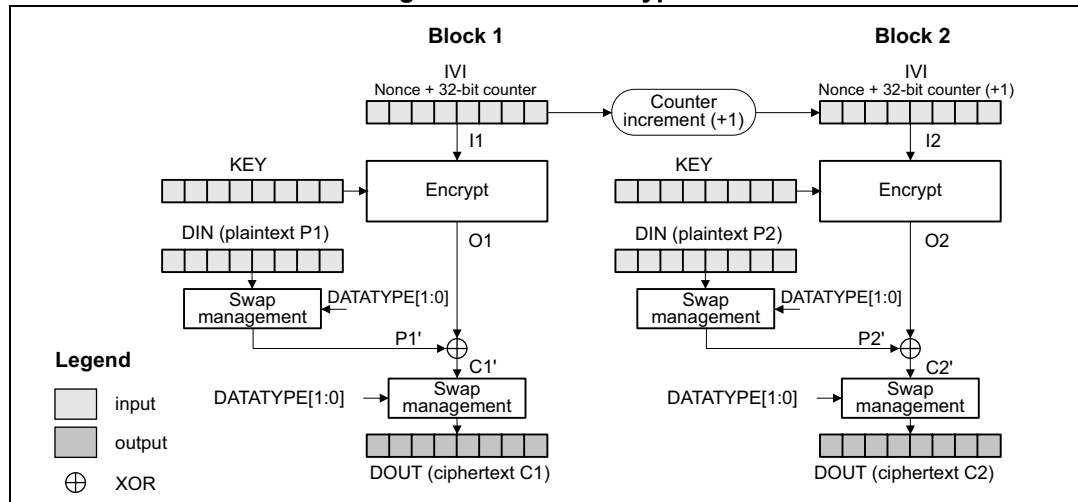 Block 1
Block 2
IVI
IVI
Nonce + 32-bit counter
Nonce + 32-bit counter (+1)
Counter
increment (+1)
I1
I2
KEY
KEY
Encrypt
Encrypt
DIN (plaintext P1)
O1
DIN (plaintext P2)
O2
Swap
management
DATATYPE[1:0]
Swap
management
DATATYPE[1:0]
P1'
P2'
Legend
C1'
C2'
input
DATATYPE[1:0]
Swap
management
DATATYPE[1:0]
Swap
management
output
XOR
DOUT (ciphertext C1)
DOUT (ciphertext C2)